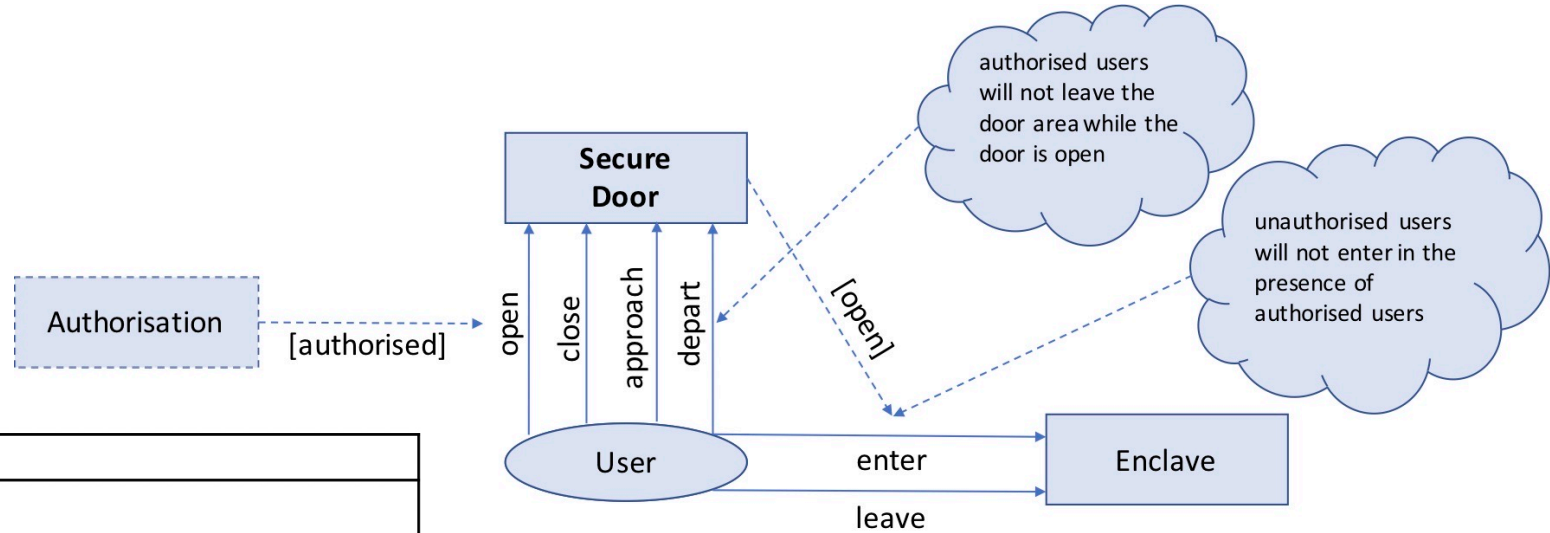 authorised users
will not leave the
door area while the
door is open
Secure
Door
unauthorised users
will not enter in the
presence of
authorised users
Authorisation
[authorised]
open
close
approach
depart
[open]
User
enter
leave
Enclave